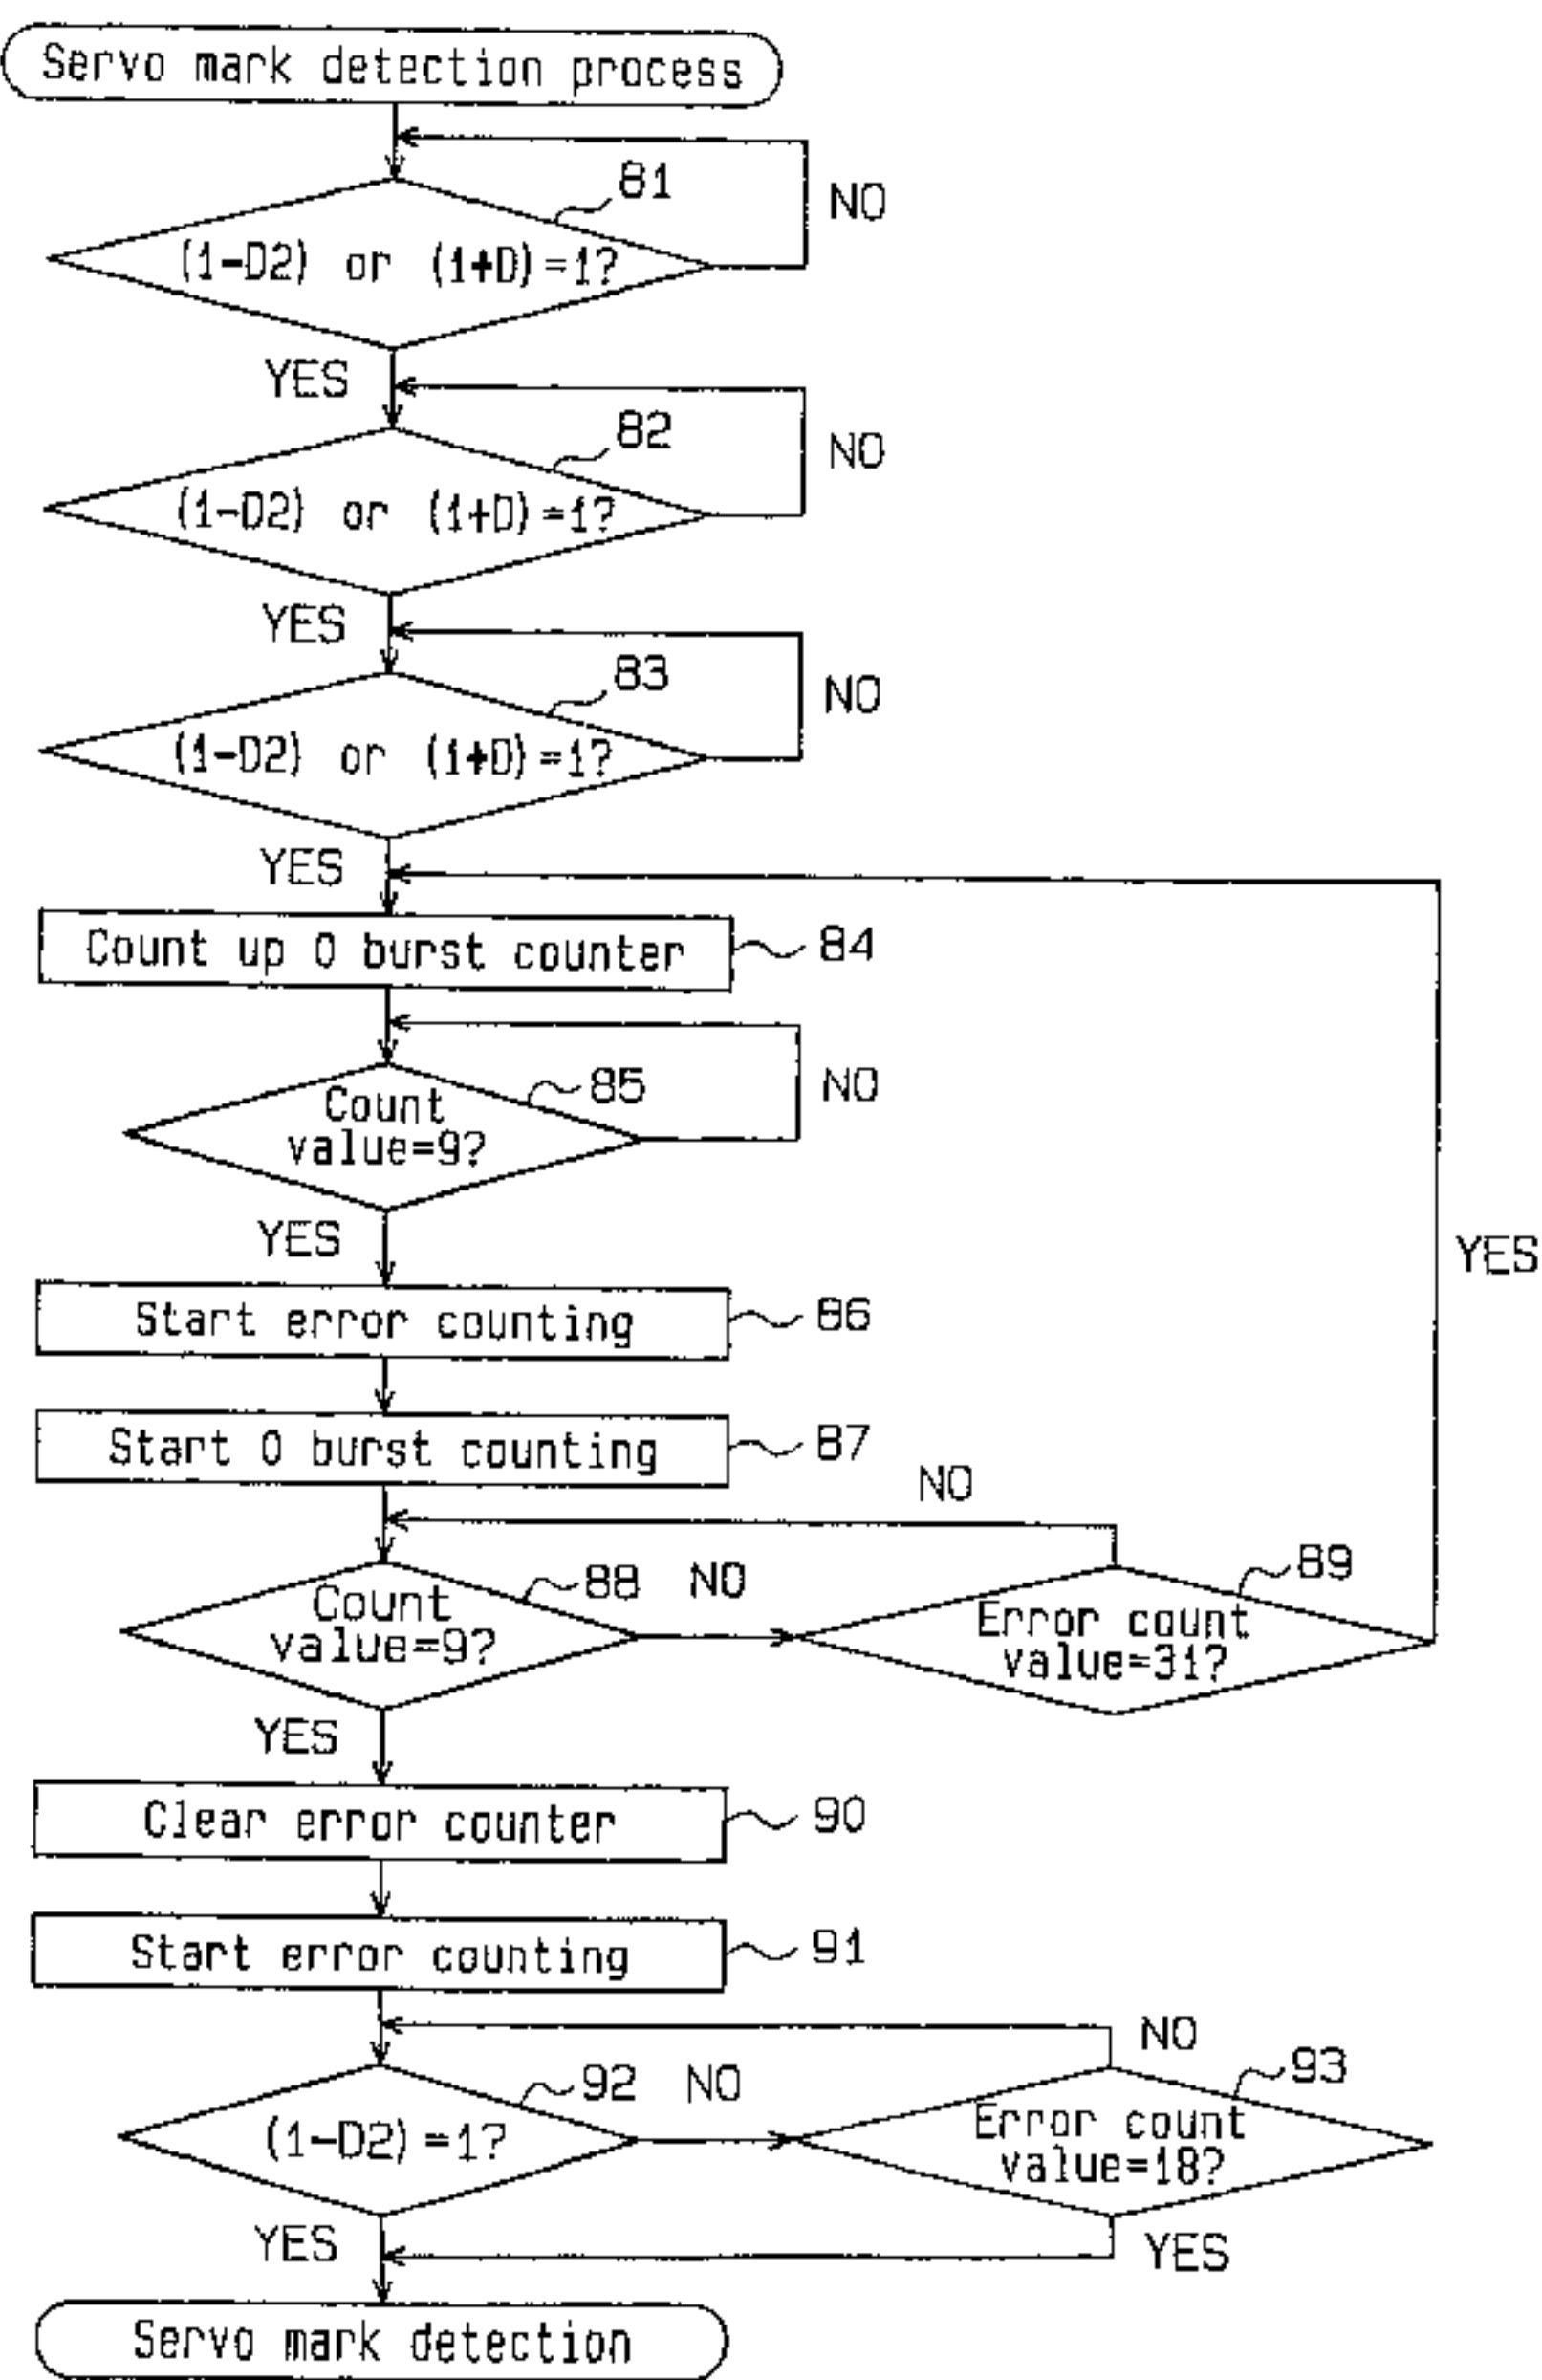 Servo mark detection process
81
NO
(1-D2) or (1+D)=1?
YES
82
NO
(1-D2) or (1+D)=1?
YES
83
NO
(1-D2) or (1+D)=1?
YES
Count up 0 burst counter
84
85
NO
Count
value=9?
YES
YES
Start error counting
86
Start 0 burst counting
87
NO
88
NO
89
Count
value=9?
Error count
value=31?
YES
Clear error counter
90
Start error counting
91
NO
92
NO
93
(1-D2)=1?
Error count
value=18?
YES
YES
Servo mark detection